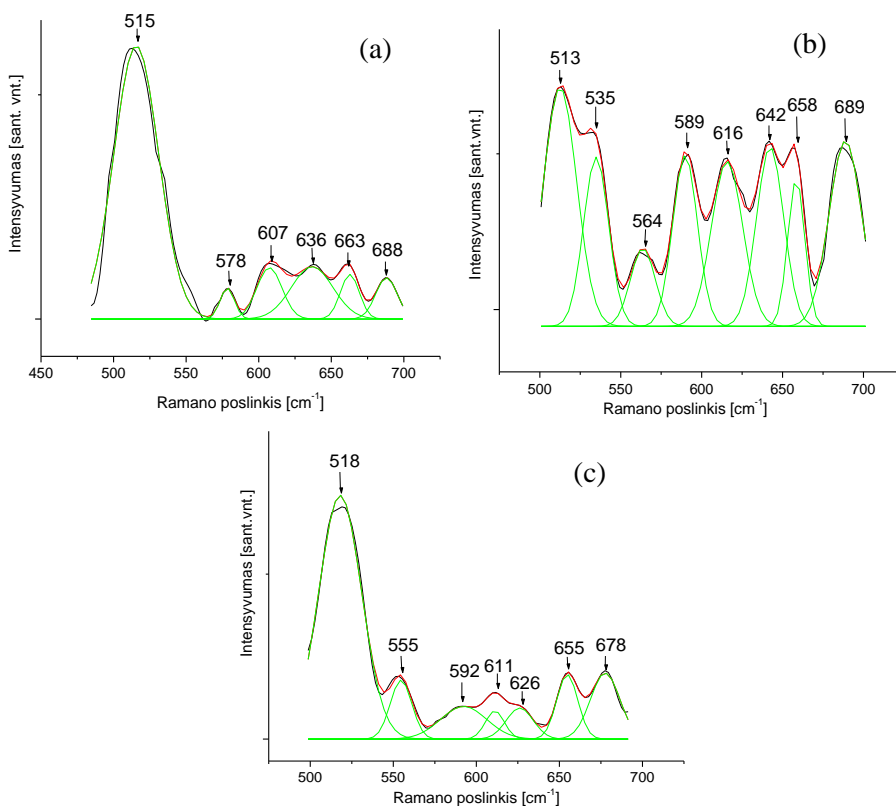 (a)
515
578
607
636
663
688
Intensyvumas [sant. vnt.]
450 500 550 600 650 700
Ramano poslinkis [cm⁻¹]
(b)
513
535
564
589
616
642
658
689
Intensyvumas [sant.vnt.]
500 550 600 650 700
Ramano poslinkis [cm⁻¹]
(c)
518
555
592
611
626
655
678
Intensyvumas [sant.vnt.]
500 550 600 650 700
Ramano poslinkis [cm⁻¹]